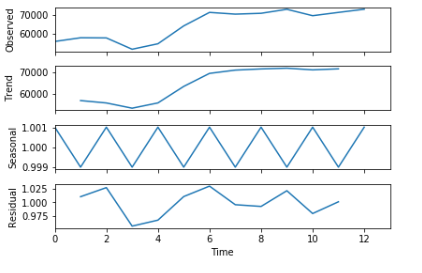 Observed
70000
60000
Trend
70000
60000
Seasonal
1.001
1.000
0.999
Residual
1.025
1.000
0.975
0 2 4 6 8 10 12
Time